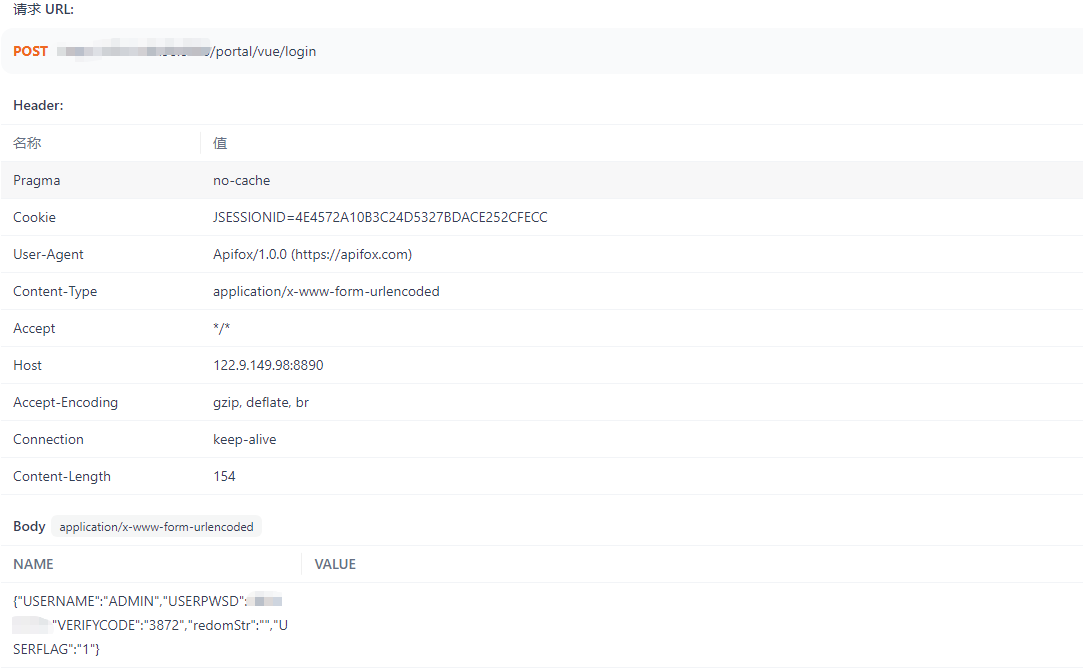 请求 URL:
POST /portal/vue/login
Header:
名称 值
Pragma no-cache
Cookie JSESSIONID=4E4572A10B3C24D5327BDACE252CFECC
User-Agent Apifox/1.0.0 (https://apifox.com)
Content-Type application/x-www-form-urlencoded
Accept */*
Host 122.9.149.98:8890
Accept-Encoding gzip, deflate, br
Connection keep-alive
Content-Length 154
Body application/x-www-form-urlencoded
NAME VALUE
{"USERNAME":"ADMIN","USERPWSD":
"VERIFYCODE":"3872","redomStr":"","U
SERFLAG":"1"}